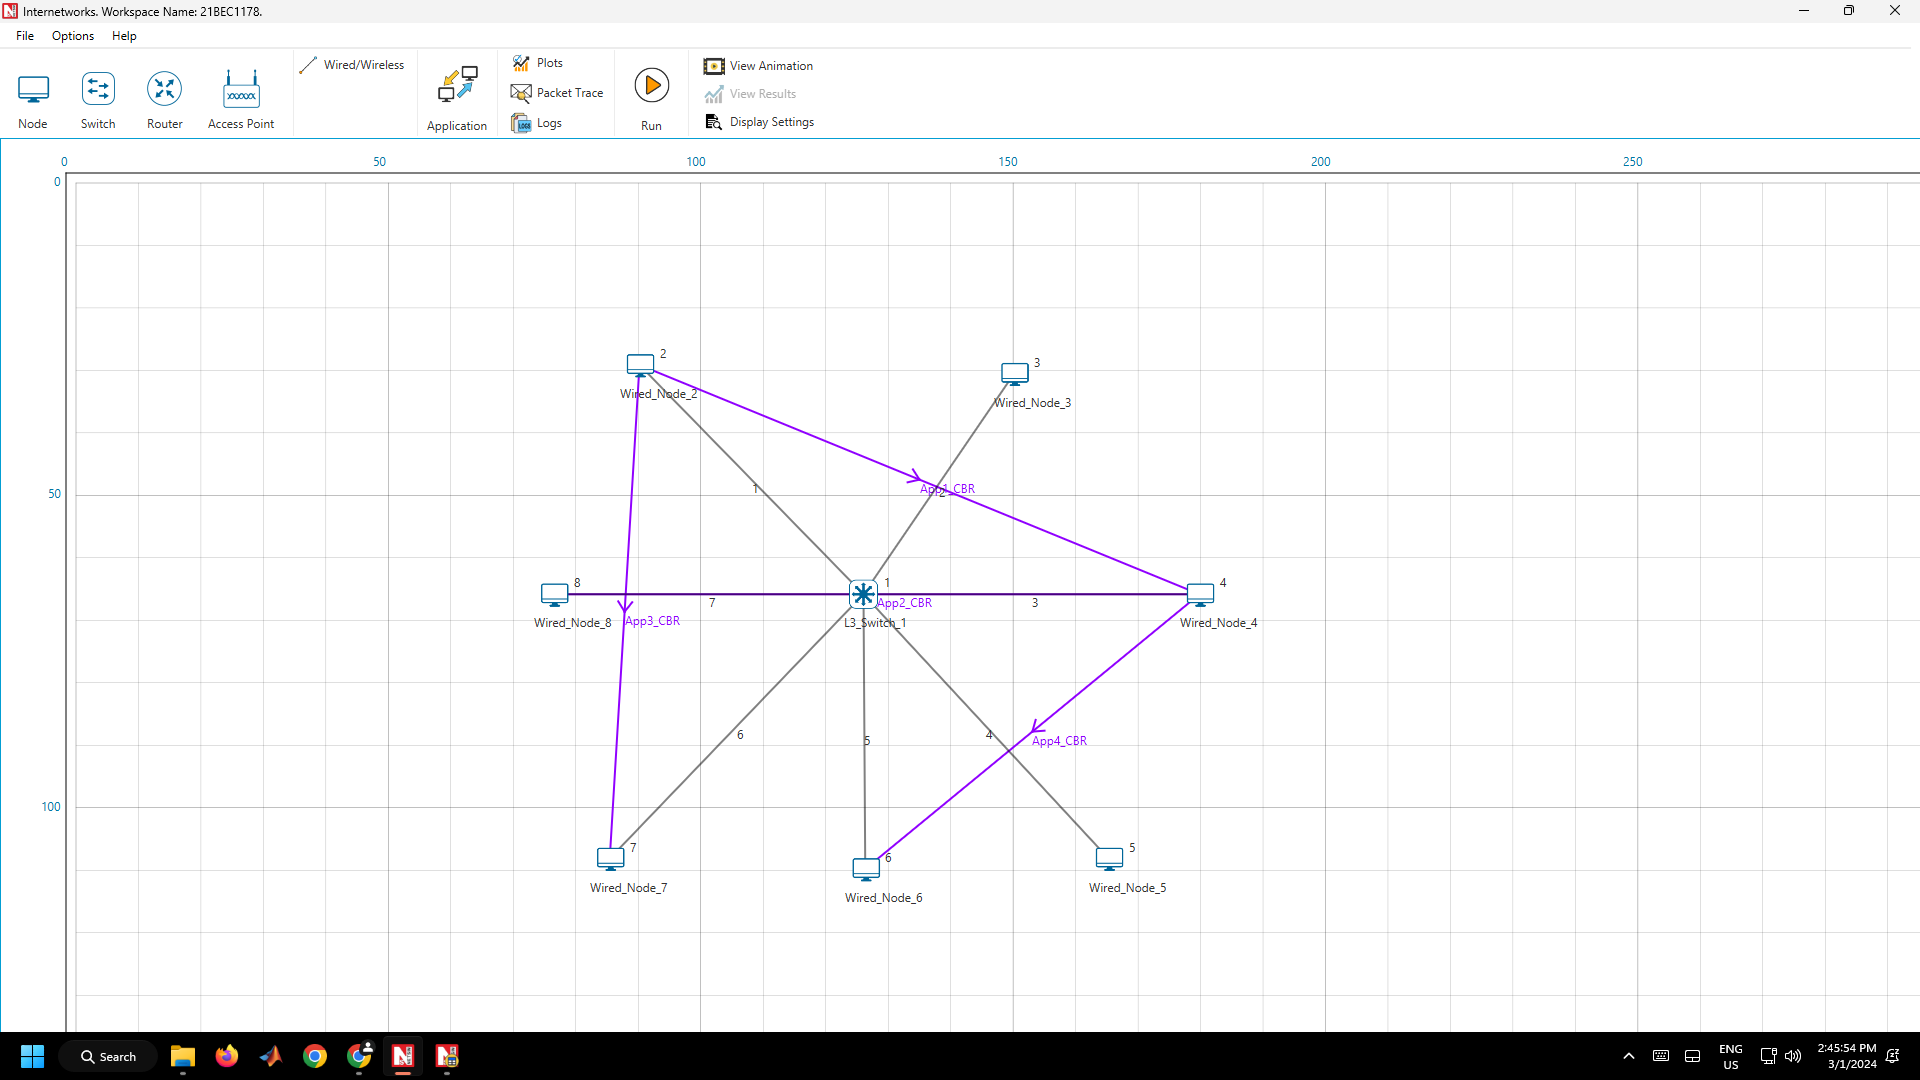 Internetworks. Workspace Name: 21BEC1178.
File Options Help
Node
Switch
Router
Access Point
Wired/Wireless
Application
Plots
Packet Trace
Logs
Run
View Animation
View Results
Display Settings
0 50 100 150 200 250
0
50
100
2
Wired_Node_2
3
Wired_Node_3
1
App1_CBR
2
8
Wired_Node_8
7
App3_CBR
1
App2_CBR
L3_Switch_1
3
4
Wired_Node_4
6
5
4
App4_CBR
7
Wired_Node_7
6
Wired_Node_6
5
Wired_Node_5
LOGS
Search
ENG
US
2:45:54 PM
3/1/2024